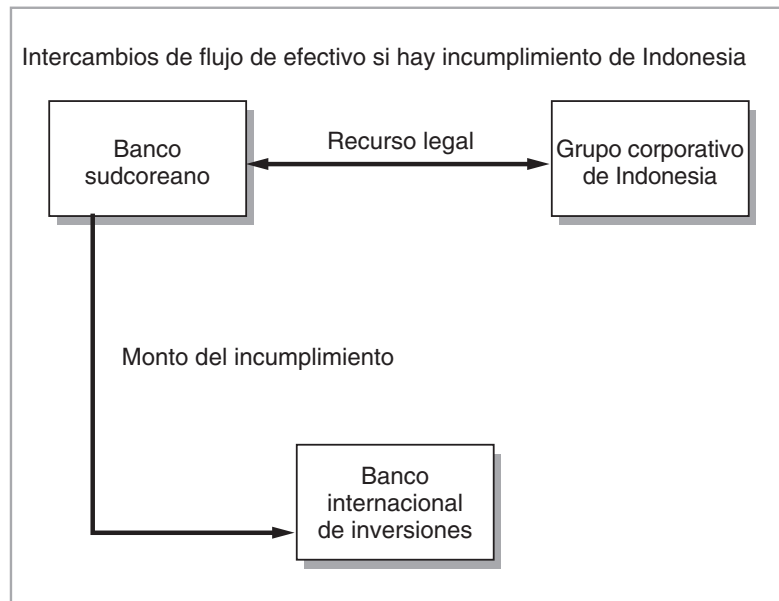 Intercambios de flujo de efectivo si hay incumplimiento de Indonesia
Banco
sudcoreano
Recurso legal
Grupo corporativo
de Indonesia
Monto del incumplimiento
Banco
internacional
de inversiones